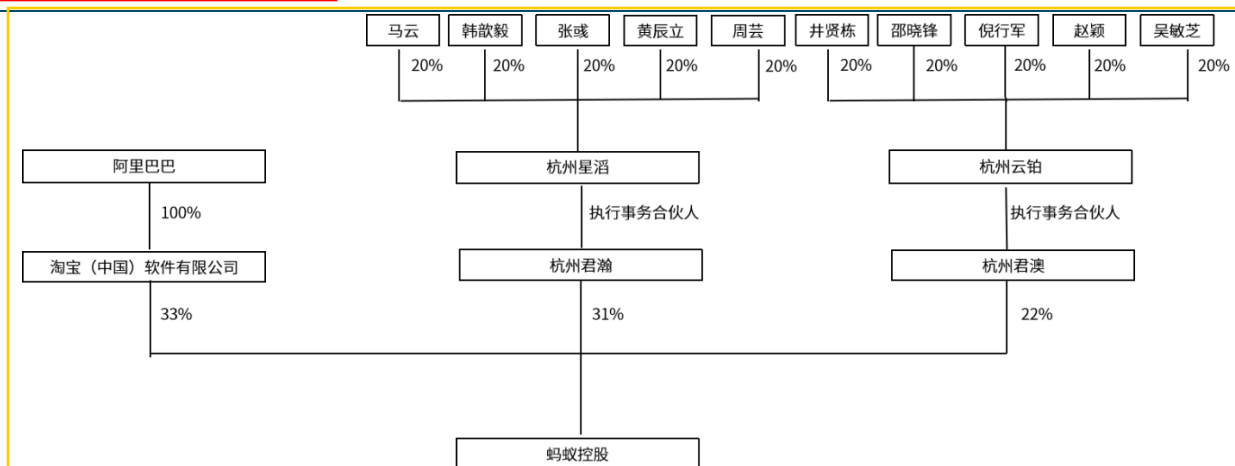 马云 韩歆毅 张彧 黄辰立 周芸 井贤栋 邵晓锋 倪行军 赵颖 吴敏芝
20% 20% 20% 20% 20% 20% 20% 20% 20% 20%
阿里巴巴 杭州星滔 杭州云铂
100% 执行事务合伙人 执行事务合伙人
淘宝（中国）软件有限公司 杭州君瀚 杭州君澳
33% 31% 22%
蚂蚁控股